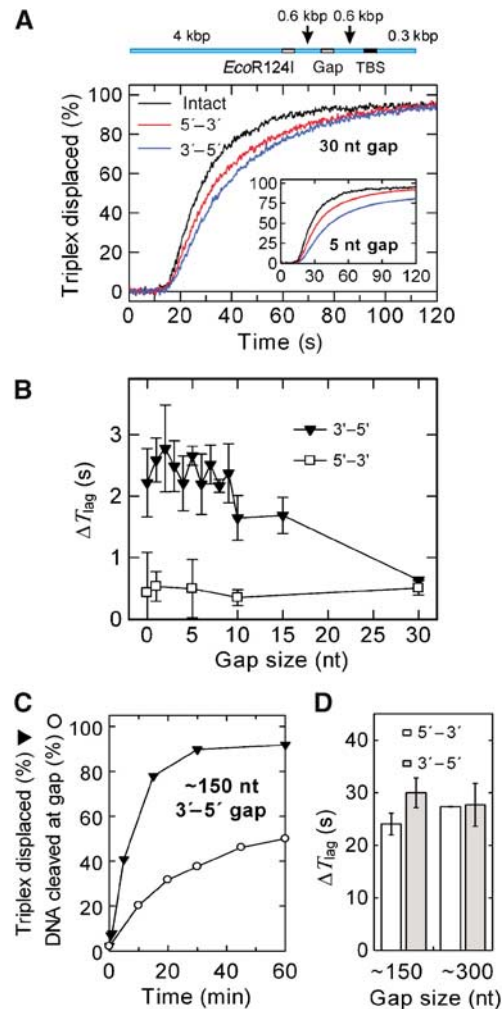 A
4 kbp
0.6 kbp
0.6 kbp
0.3 kbp
EcoR124I
Gap
TBS
Triplex displaced (%)
100
80
60
40
20
0
Intact
5′–3′
3′–5′
30 nt gap
100
75
50
25
0
5 nt gap
0 30 60 90 120
0 20 40 60 80 100 120
Time (s)
B
ΔTlag (s)
3
2
1
0
3'–5'
5'–3'
0 5 10 15 20 25 30
Gap size (nt)
C
Triplex displaced (%) ▼
DNA cleaved at gap (%) O
100
80
60
40
20
0
~150 nt
3′–5′ gap
0 20 40 60
Time (min)
D
ΔTlag (s)
40
30
20
10
0
5′–3′
3′–5′
~150 ~300
Gap size (nt)